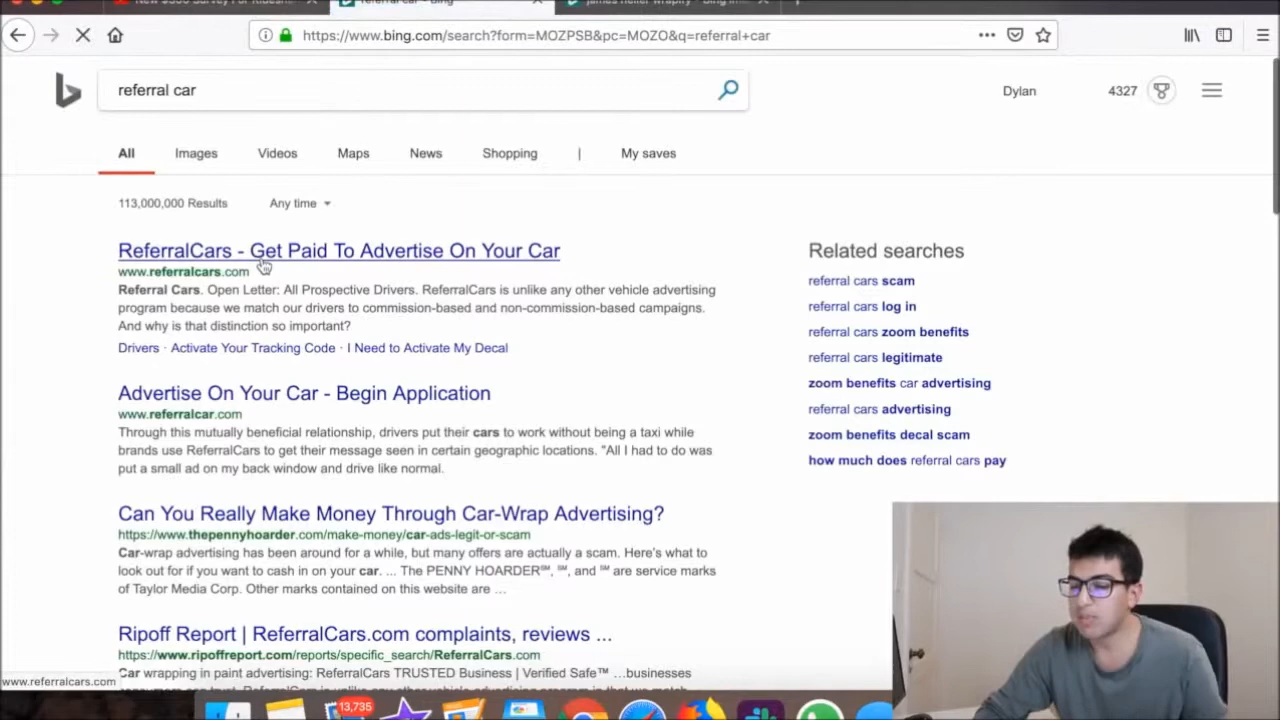 referral car - Bing
https://www.bing.com/search?form=MOZPSB&pc=MOZO&q=referral+car
referral car
Dylan
4327
All
Images
Videos
Maps
News
Shopping
|
My saves
113,000,000 Results
Any time
ReferralCars - Get Paid To Advertise On Your Car
www.referralcars.com
Referral Cars. Open Letter: All Prospective Drivers. ReferralCars is unlike any other vehicle advertising
program because we match our drivers to commission-based and non-commission-based campaigns.
And why is that distinction so important?
Drivers · Activate Your Tracking Code · I Need to Activate My Decal
Advertise On Your Car - Begin Application
www.referralcar.com
Through this mutually beneficial relationship, drivers put their cars to work without being a taxi while
brands use ReferralCars to get their message seen in certain geographic locations. "All I had to do was
put a small ad on my back window and drive like normal.
Can You Really Make Money Through Car-Wrap Advertising?
https://www.thepennyhoarder.com/make-money/car-ads-legit-or-scam
Car-wrap advertising has been around for a while, but many offers are actually a scam. Here's what to
look out for if you want to cash in on your car. ... The PENNY HOARDER℠, ℠, and ℠ are service marks
of Taylor Media Corp. Other marks contained on this website are ...
Ripoff Report | ReferralCars.com complaints, reviews ...
https://www.ripoffreport.com/reports/specific_search/ReferralCars.com
Car wrapping in paint advertising: ReferralCars TRUSTED Business | Verified Safe™ ...businesses
Related searches
referral cars scam
referral cars log in
referral cars zoom benefits
referral cars legitimate
zoom benefits car advertising
referral cars advertising
zoom benefits decal scam
how much does referral cars pay
www.referralcars.com
13,735